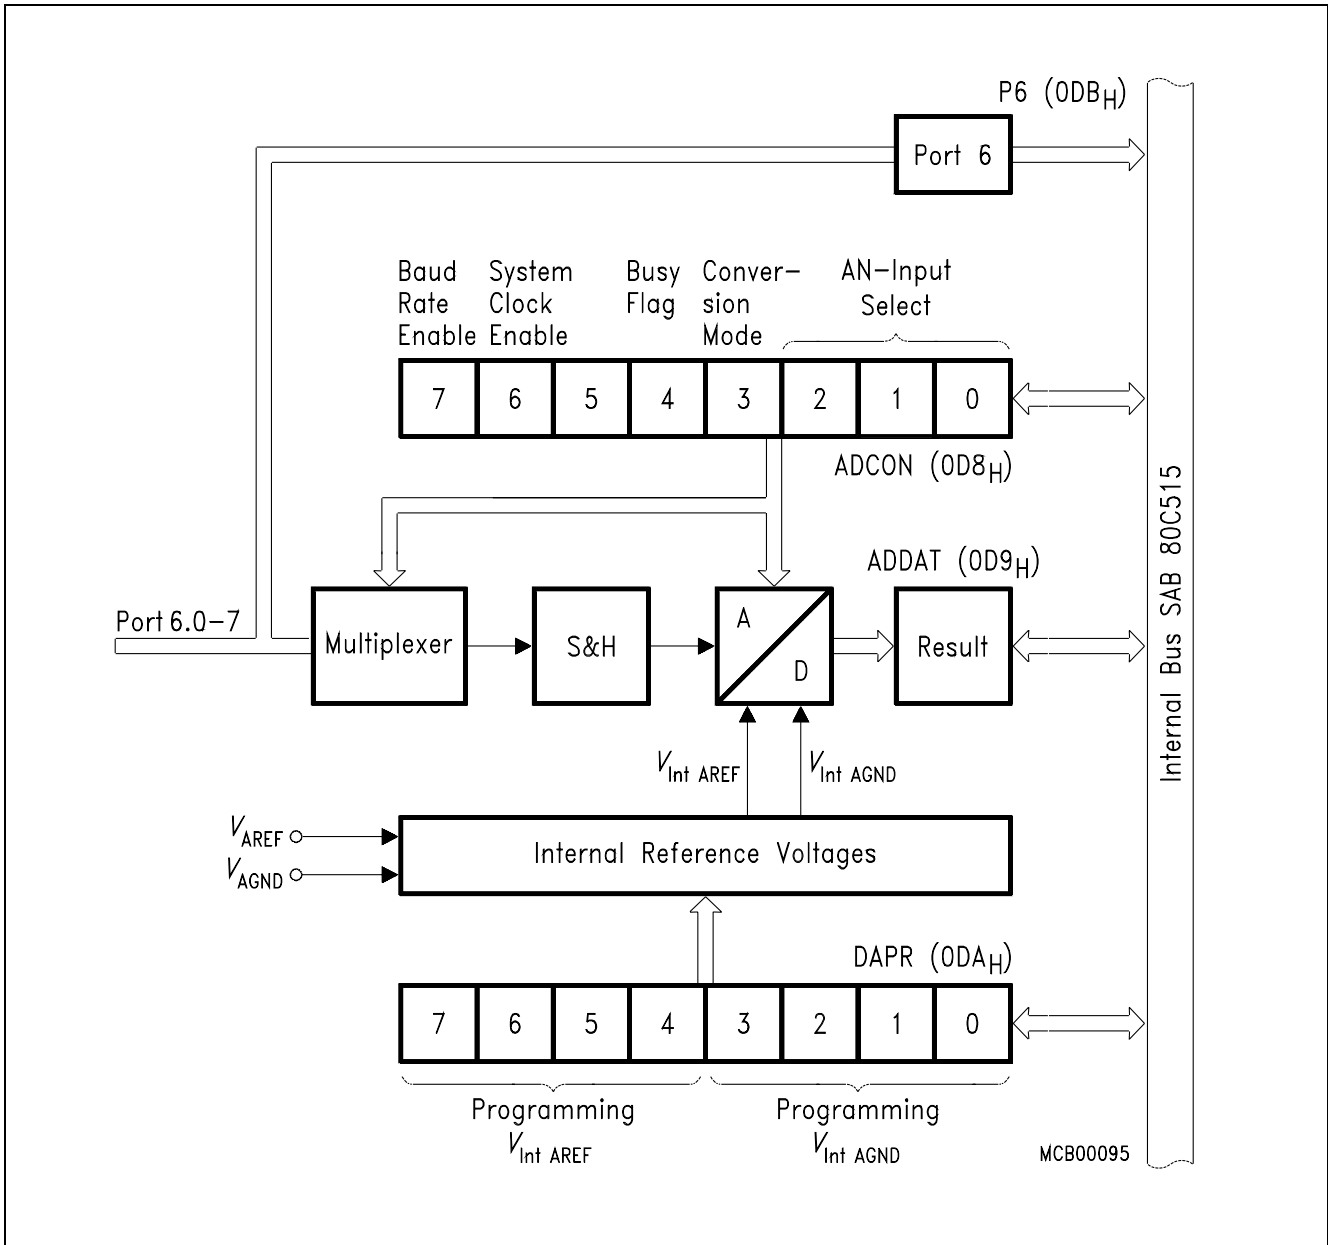 P6 (0DBH)
Port 6
Baud Rate Enable
System Clock Enable
Busy Flag
Conver-
sion
Mode
AN-Input
Select
7 6 5 4 3 2 1 0
ADCON (0D8H)
ADDAT (0D9H)
Port 6.0-7
Multiplexer
S&H
A
D
Result
Internal Bus SAB 80C515
VInt AREF
VInt AGND
VAREF
VAGND
Internal Reference Voltages
DAPR (0DAH)
7 6 5 4 3 2 1 0
Programming
VInt AREF
Programming
VInt AGND
MCB00095